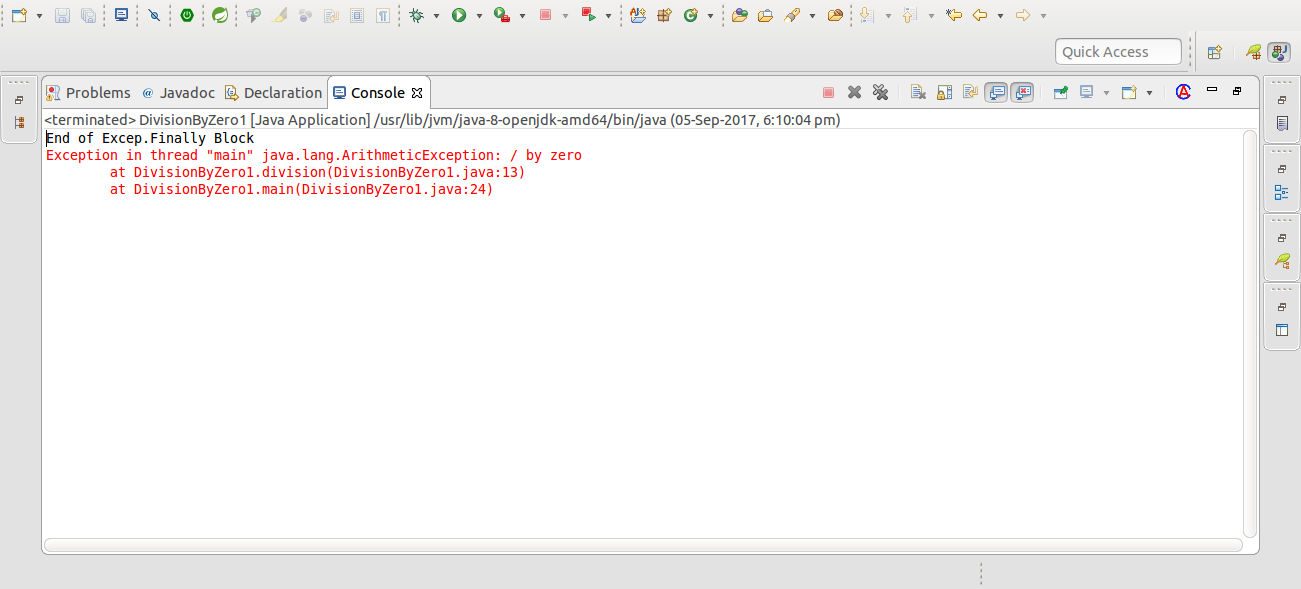 Quick Access
Problems @ Javadoc Declaration Console
<terminated> DivisionByZero1 [Java Application] /usr/lib/jvm/java-8-openjdk-amd64/bin/java (05-Sep-2017, 6:10:04 pm)
End of Excep.Finally Block
Exception in thread "main" java.lang.ArithmeticException: / by zero
at DivisionByZero1.division(DivisionByZero1.java:13)
at DivisionByZero1.main(DivisionByZero1.java:24)